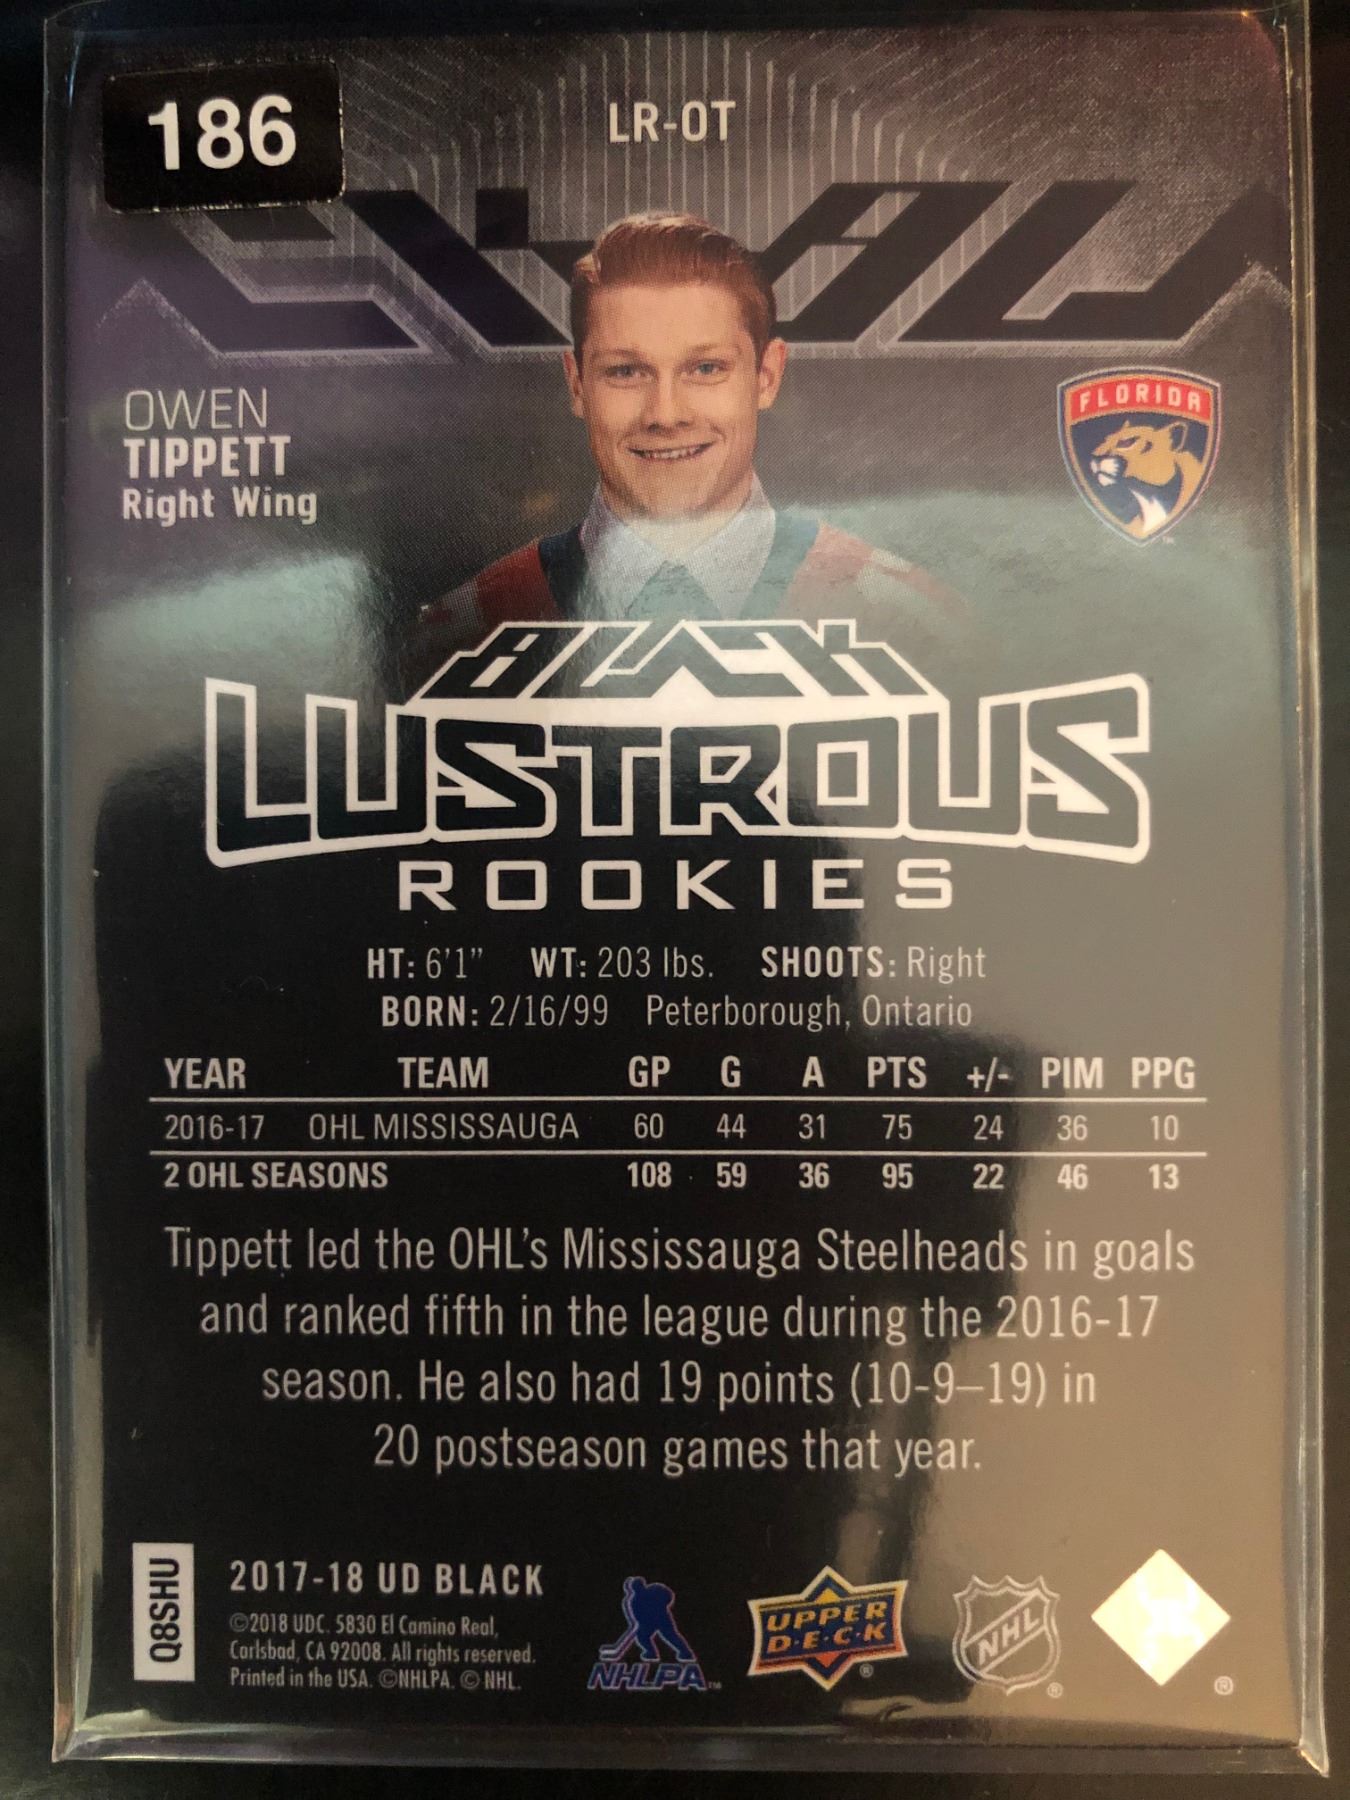 186
LR-OT
OWEN
TIPPETT
Right Wing
FLORIDA
BLACK
LUSTROUS
ROOKIES
HT: 6'1" WT: 203 lbs. SHOOTS: Right
BORN: 2/16/99 Peterborough, Ontario
YEAR TEAM GP G A PTS +/- PIM PPG
2016-17 OHL MISSISSAUGA 60 44 31 75 24 36 10
2 OHL SEASONS 108 59 36 95 22 46 13
Tippett led the OHL's Mississauga Steelheads in goals
and ranked fifth in the league during the 2016-17
season. He also had 19 points (10-9–19) in
20 postseason games that year.
Q8SHU
2017-18 UD BLACK
©2018 UDC. 5830 El Camino Real,
Carlsbad, CA 92008. All rights reserved.
Printed in the USA. ©NHLPA. © NHL.
NHLPA™
UPPER
D·E·C·K
®
NHL
®
®